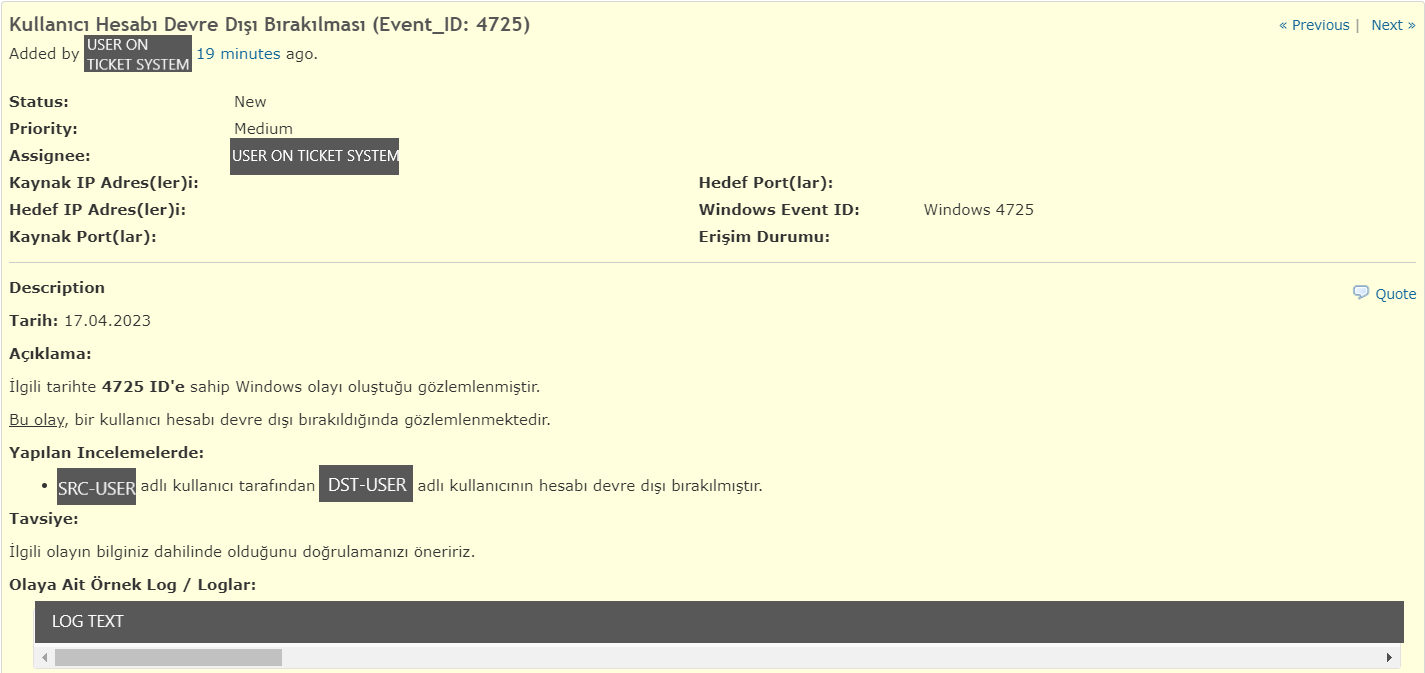 Kullanıcı Hesabı Devre Dışı Bırakılması (Event_ID: 4725)
« Previous | Next »
Added by USER ON TICKET SYSTEM 19 minutes ago.
Status: New
Priority: Medium
Assignee: USER ON TICKET SYSTEM
Kaynak IP Adres(ler)i: Hedef Port(lar):
Hedef IP Adres(ler)i: Windows Event ID: Windows 4725
Kaynak Port(lar): Erişim Durumu:
Description
Quote
Tarih: 17.04.2023
Açıklama:
İlgili tarihte 4725 ID'e sahip Windows olayı oluştuğu gözlemlenmiştir.
Bu olay, bir kullanıcı hesabı devre dışı bırakıldığında gözlemlenmektedir.
Yapılan Incelemelerde:
• SRC-USER adlı kullanıcı tarafından DST-USER adlı kullanıcının hesabı devre dışı bırakılmıştır.
Tavsiye:
İlgili olayın bilginiz dahilinde olduğunu doğrulamanızı öneririz.
Olaya Ait Örnek Log / Loglar:
LOG TEXT